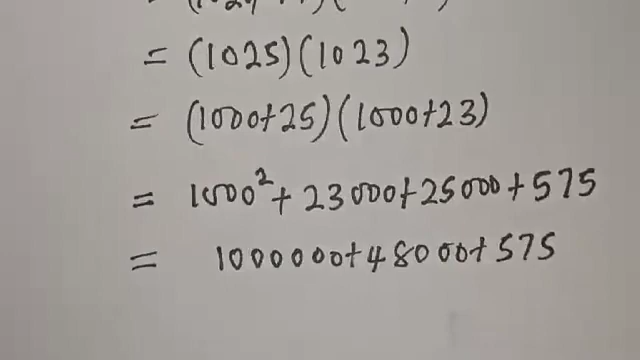 = (1025)(1023)
= (1000+25)(1000+23)
= 1000²+23000+25000+575
= 1000000+48000+575